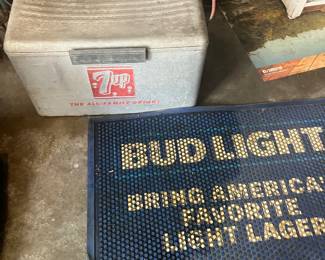 7up
THE ALL-FAMILY DRINK!
BUD LIGHT
BRING AMERICA'
FAVORITE
LIGHT LAGER